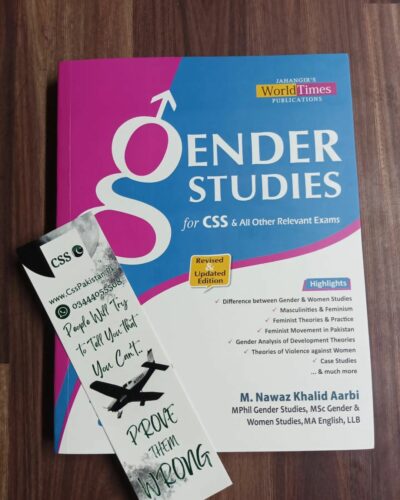 JAHANGIR'S
WorldTimes
PUBLICATIONS
gENDER
STUDIES
for CSS & All Other Relevant Exams
Revised
&
Updated
Edition
Highlights
✓ Difference between Gender & Women Studies
✓ Masculinities & Feminism
✓ Feminist Theories & Practice
✓ Feminist Movement in Pakistan
✓ Gender Analysis of Development Theories
✓ Theories of Violence against Women
✓ Case Studies
... & much more
M. Nawaz Khalid Aarbi
MPhil Gender Studies, MSc Gender &
Women Studies, MA English, LLB
CSS
People Will Try
to Tell You that
You Can't...
PROVE
THEM
WRONG